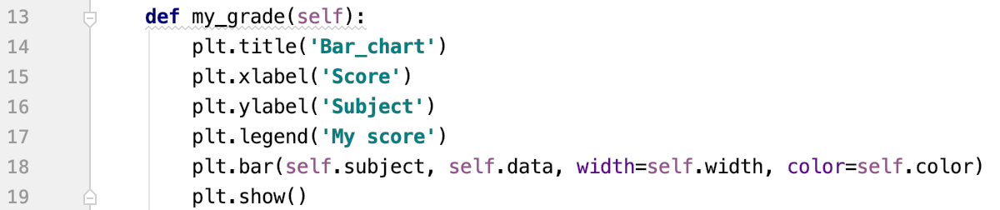 13 def my_grade(self):
14 plt.title('Bar_chart')
15 plt.xlabel('Score')
16 plt.ylabel('Subject')
17 plt.legend('My score')
18 plt.bar(self.subject, self.data, width=self.width, color=self.color)
19 plt.show()